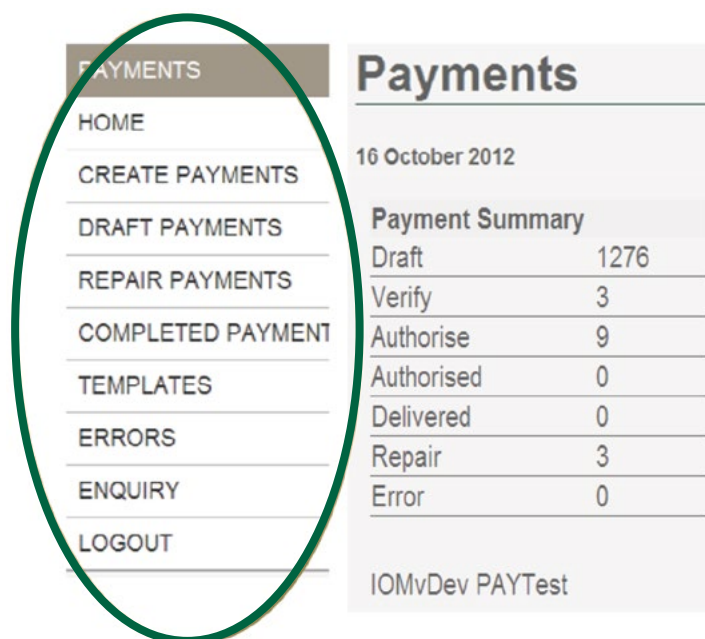 PAYMENTS
HOME
CREATE PAYMENTS
DRAFT PAYMENTS
REPAIR PAYMENTS
COMPLETED PAYMENT
TEMPLATES
ERRORS
ENQUIRY
LOGOUT
Payments
16 October 2012
Payment Summary
Draft 1276
Verify 3
Authorise 9
Authorised 0
Delivered 0
Repair 3
Error 0
IOMvDev PAYTest